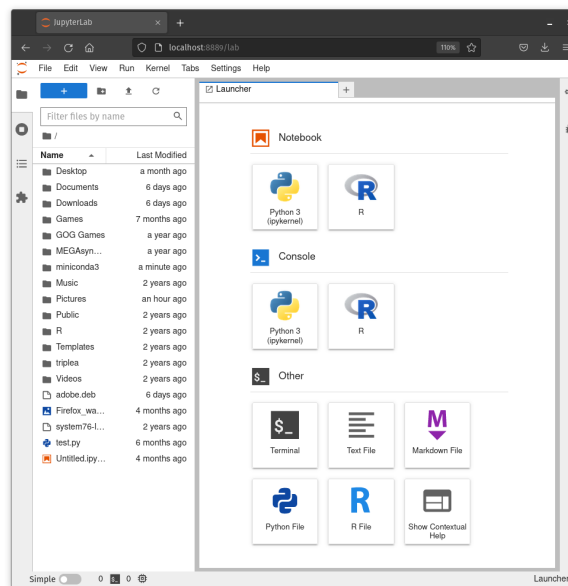 JupyterLab
localhost:8889/lab
110%
File Edit View Run Kernel Tabs Settings Help
Filter files by name
/
Name Last Modified
Desktop a month ago
Documents 6 days ago
Downloads 6 days ago
Games 7 months ago
GOG Games a year ago
MEGAsyn... a year ago
miniconda3 a minute ago
Music 2 years ago
Pictures an hour ago
Public 2 years ago
R 2 years ago
Templates 2 years ago
triplea 2 years ago
Videos 2 years ago
adobe.deb 6 days ago
Firefox_wa... 4 months ago
system76-l... 2 years ago
test.py 6 months ago
Untitled.ipy... 4 months ago
Launcher
Notebook
Python 3
(ipykernel)
R
Console
Python 3
(ipykernel)
R
$_ Other
$_
Terminal
Text File
M
Markdown File
Python File
R
R File
Show Contextual
Help
Simple 0 $_ 0
Launcher